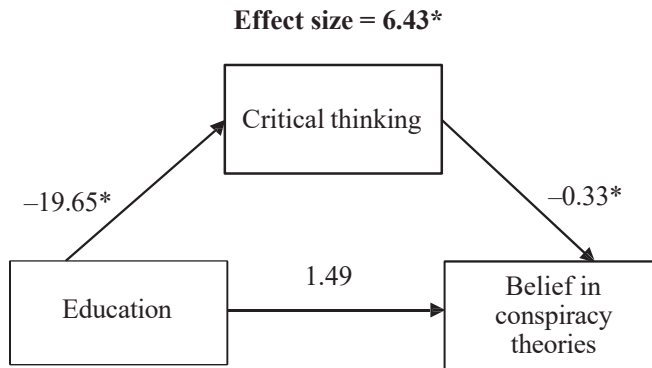 Effect size = 6.43*
Critical thinking
–19.65*
–0.33*
Education
1.49
Belief in
conspiracy
theories